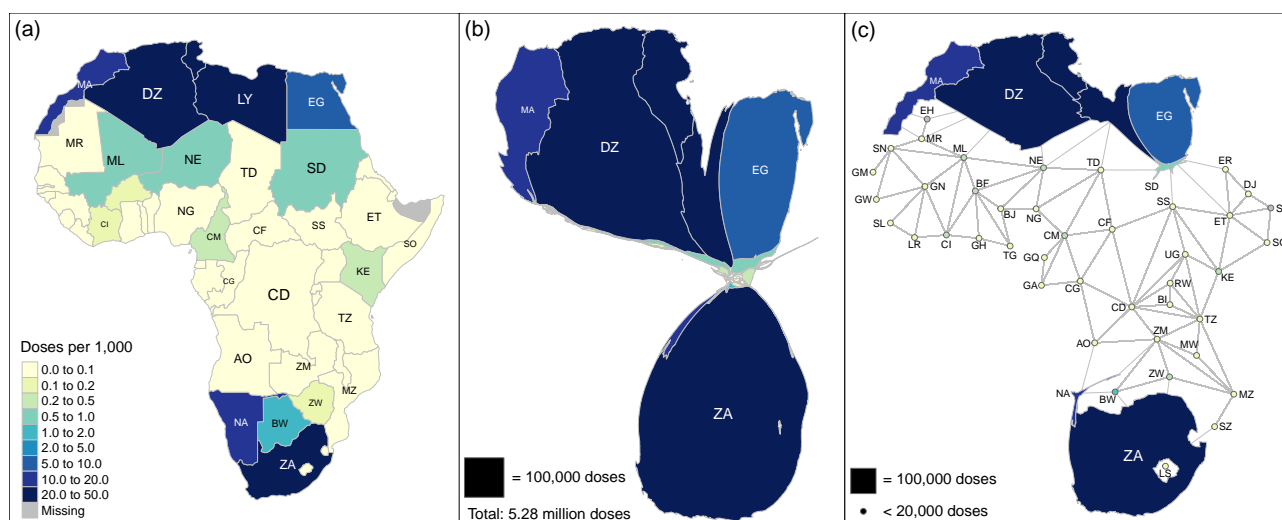 (a)
MA
DZ
LY
EG
MR
ML
NE
TD
SD
NG
CI
CM
CF
SS
ET
SO
CG
CD
KE
TZ
AO
ZM
MZ
ZW
NA
BW
ZA
Doses per 1,000
0.0 to 0.1
0.1 to 0.2
0.2 to 0.5
0.5 to 1.0
1.0 to 2.0
2.0 to 5.0
5.0 to 10.0
10.0 to 20.0
20.0 to 50.0
Missing
(b)
MA
DZ
EG
ZA
= 100,000 doses
Total: 5.28 million doses
(c)
MA
DZ
EG
EH
MR
SN
ML
NE
TD
ER
GM
GN
BF
SD
DJ
GW
BJ
NG
SS
ET
SL
LR
CI
GH
TG
CM
CF
SO
GQ
UG
KE
GA
CG
RW
CD
BI
TZ
AO
ZM
MW
ZW
NA
BW
MZ
SZ
ZA
LS
= 100,000 doses
< 20,000 doses